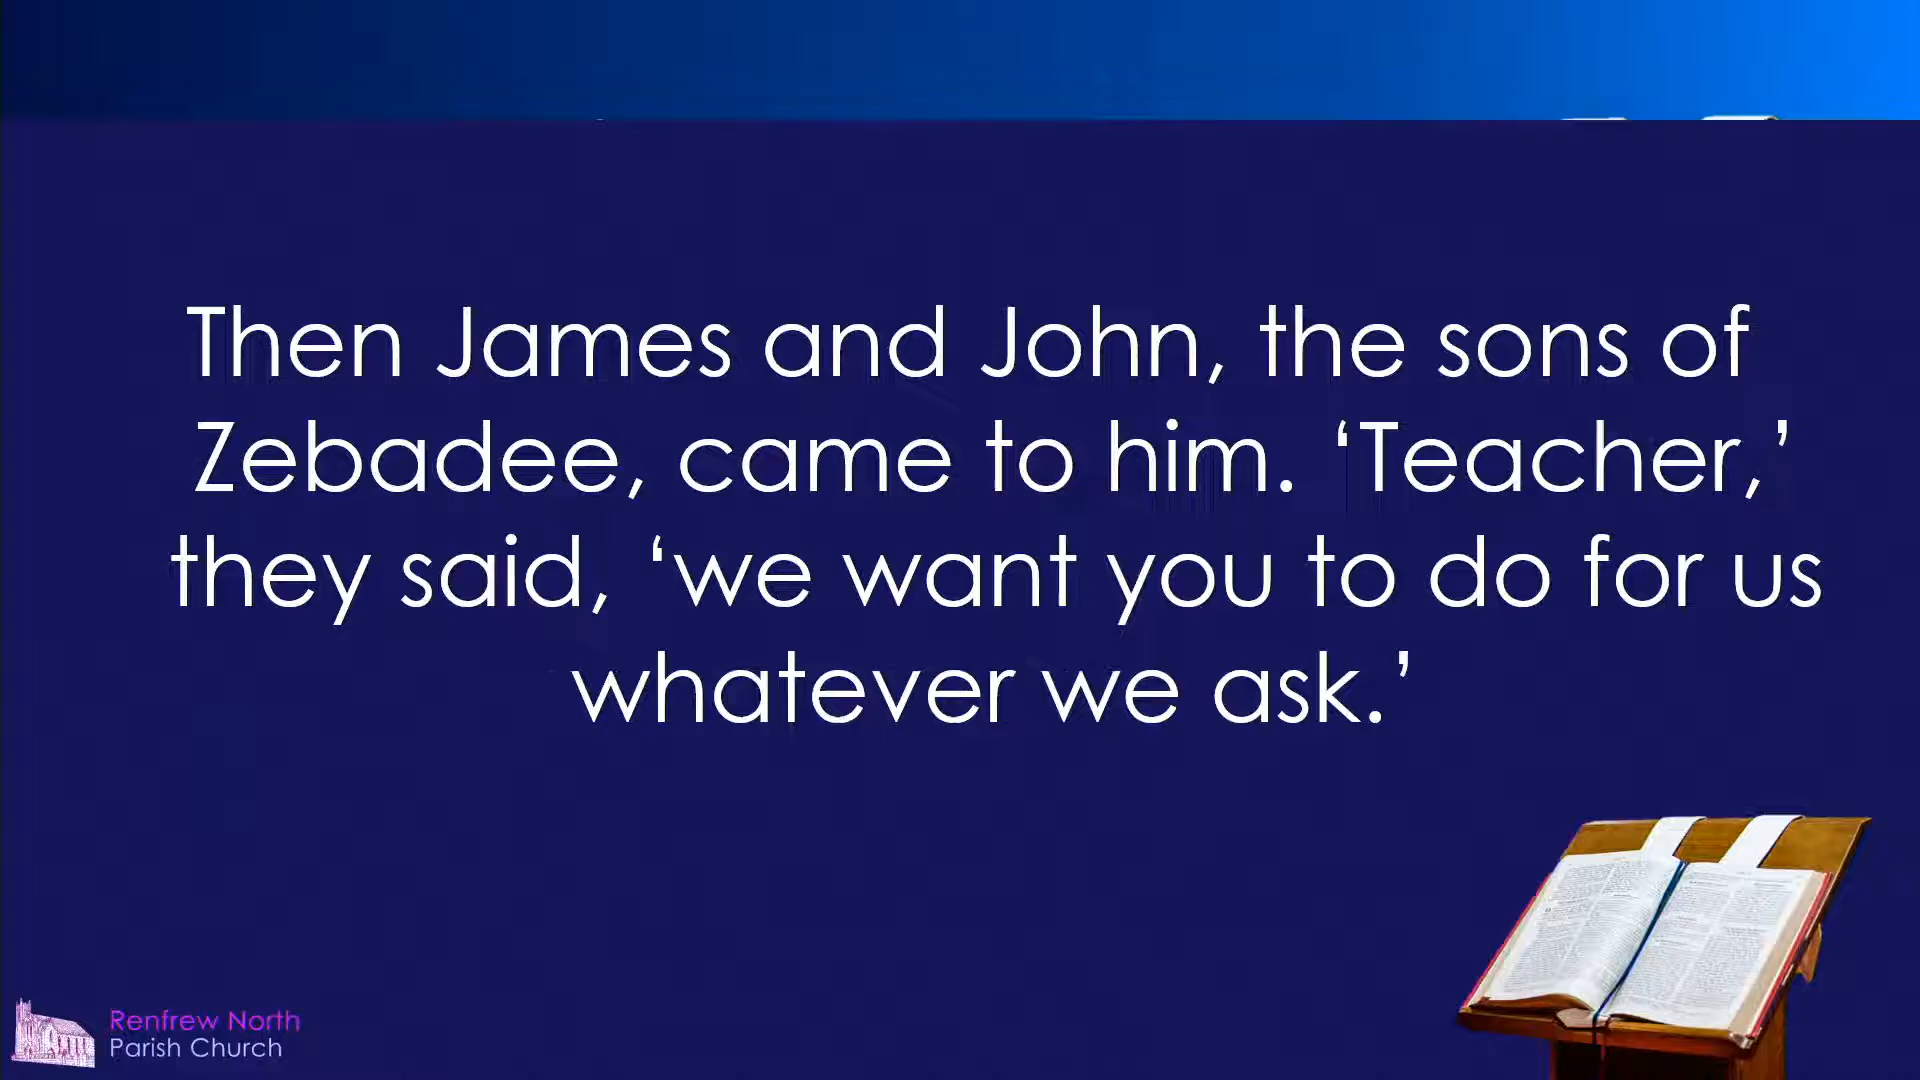 Then James and John, the sons of
Zebadee, came to him. ‘Teacher,’
they said, ‘we want you to do for us
whatever we ask.’
Renfrew North
Parish Church